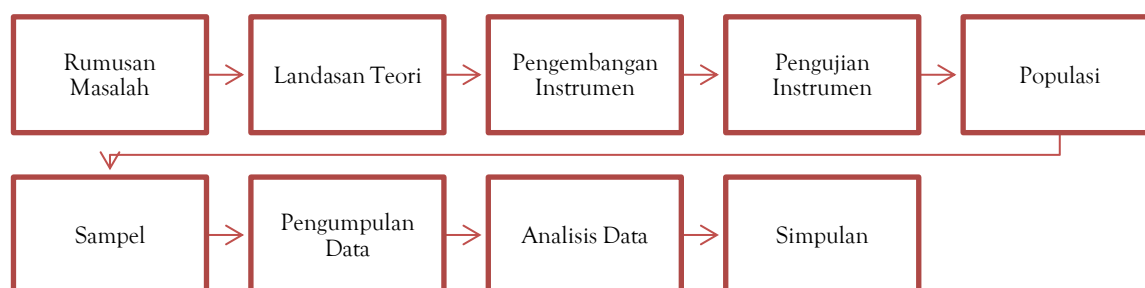 Rumusan
Masalah
Landasan Teori
Pengembangan
Instrumen
Pengujian
Instrumen
Populasi
Sampel
Pengumpulan
Data
Analisis Data
Simpulan